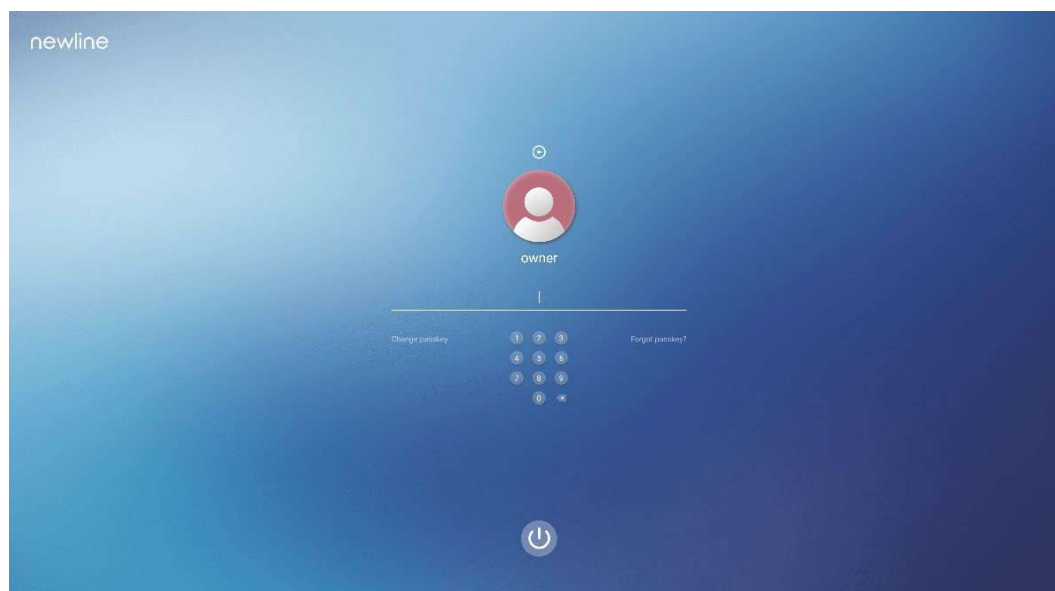 newline
owner
Change passkey
1 2 3
Forgot passkey?
4 5 6
7 8 9
0